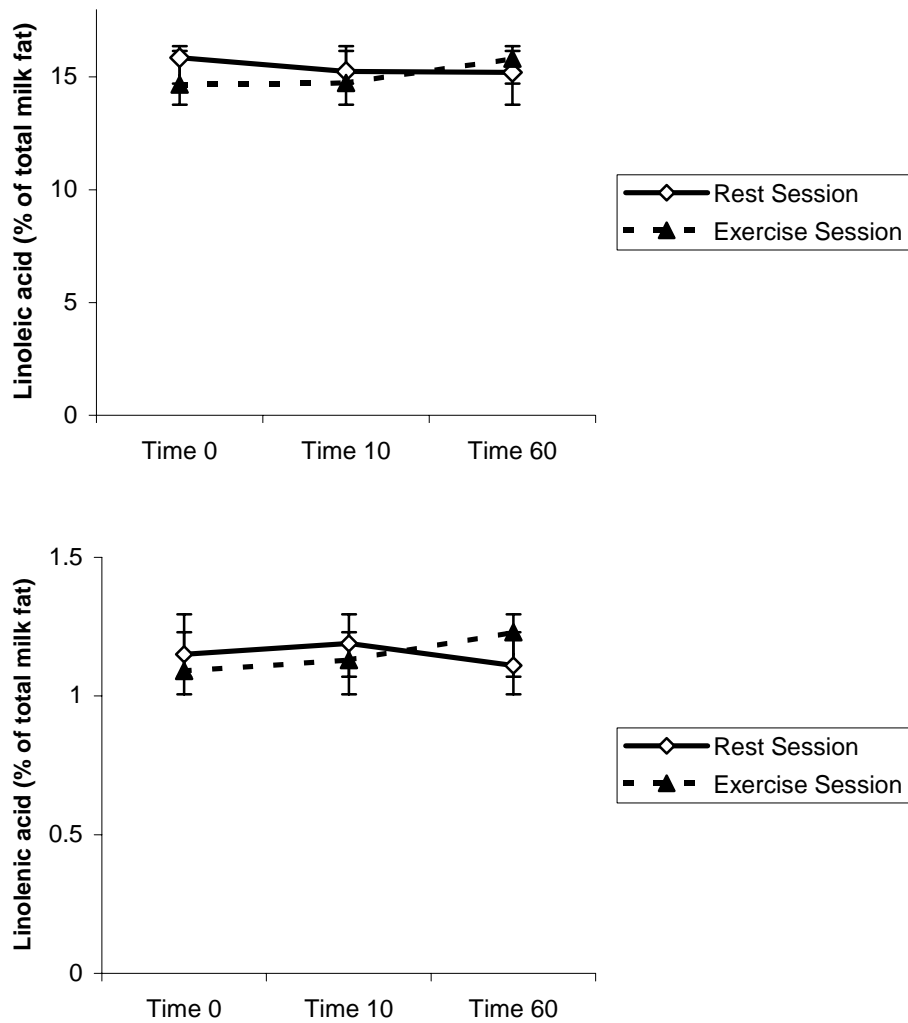 Linoleic acid (% of total milk fat)
15
10
5
0
Time 0 Time 10 Time 60
Rest Session
Exercise Session
Linolenic acid (% of total milk fat)
1.5
1
0.5
0
Time 0 Time 10 Time 60
Rest Session
Exercise Session